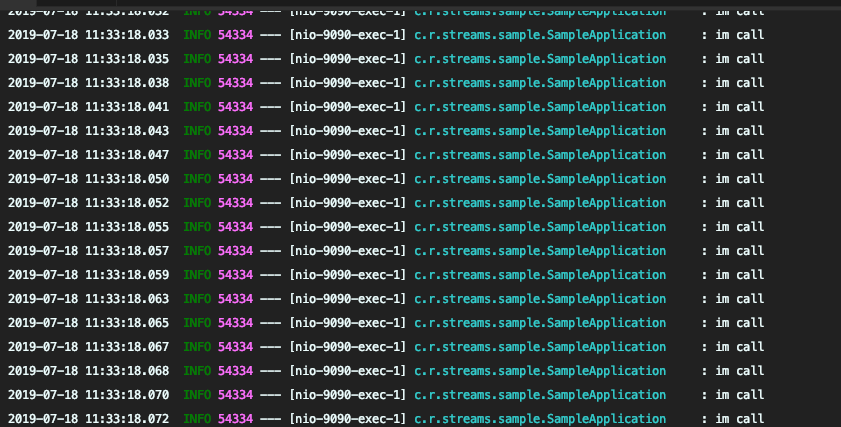 2019-07-18 11:33:18.032 INFO 54334 --- [nio-9090-exec-1] c.r.streams.sample.SampleApplication : im call
2019-07-18 11:33:18.033 INFO 54334 --- [nio-9090-exec-1] c.r.streams.sample.SampleApplication : im call
2019-07-18 11:33:18.035 INFO 54334 --- [nio-9090-exec-1] c.r.streams.sample.SampleApplication : im call
2019-07-18 11:33:18.038 INFO 54334 --- [nio-9090-exec-1] c.r.streams.sample.SampleApplication : im call
2019-07-18 11:33:18.041 INFO 54334 --- [nio-9090-exec-1] c.r.streams.sample.SampleApplication : im call
2019-07-18 11:33:18.043 INFO 54334 --- [nio-9090-exec-1] c.r.streams.sample.SampleApplication : im call
2019-07-18 11:33:18.047 INFO 54334 --- [nio-9090-exec-1] c.r.streams.sample.SampleApplication : im call
2019-07-18 11:33:18.050 INFO 54334 --- [nio-9090-exec-1] c.r.streams.sample.SampleApplication : im call
2019-07-18 11:33:18.052 INFO 54334 --- [nio-9090-exec-1] c.r.streams.sample.SampleApplication : im call
2019-07-18 11:33:18.055 INFO 54334 --- [nio-9090-exec-1] c.r.streams.sample.SampleApplication : im call
2019-07-18 11:33:18.057 INFO 54334 --- [nio-9090-exec-1] c.r.streams.sample.SampleApplication : im call
2019-07-18 11:33:18.059 INFO 54334 --- [nio-9090-exec-1] c.r.streams.sample.SampleApplication : im call
2019-07-18 11:33:18.063 INFO 54334 --- [nio-9090-exec-1] c.r.streams.sample.SampleApplication : im call
2019-07-18 11:33:18.065 INFO 54334 --- [nio-9090-exec-1] c.r.streams.sample.SampleApplication : im call
2019-07-18 11:33:18.067 INFO 54334 --- [nio-9090-exec-1] c.r.streams.sample.SampleApplication : im call
2019-07-18 11:33:18.068 INFO 54334 --- [nio-9090-exec-1] c.r.streams.sample.SampleApplication : im call
2019-07-18 11:33:18.070 INFO 54334 --- [nio-9090-exec-1] c.r.streams.sample.SampleApplication : im call
2019-07-18 11:33:18.072 INFO 54334 --- [nio-9090-exec-1] c.r.streams.sample.SampleApplication : im call